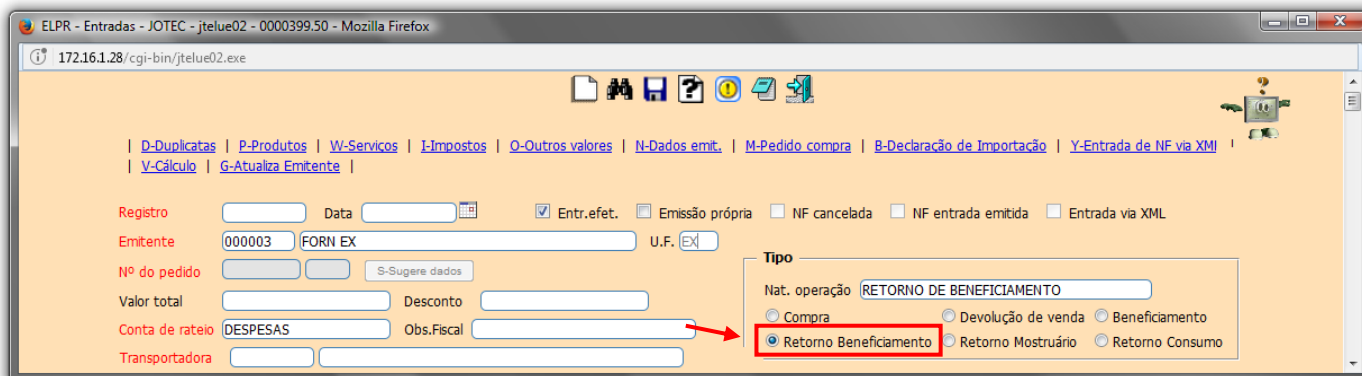 ELPR - Entradas - JOTEC - jtelue02 - 0000399.50 - Mozilla Firefox
172.16.1.28/cgi-bin/jtelue02.exe
| D-Duplicatas | P-Produtos | W-Serviços | I-Impostos | O-Outros valores | N-Dados emit. | M-Pedido compra | B-Declaração de Importação | Y-Entrada de NF via XMl |
| V-Cálculo | G-Atualiza Emitente |
Registro Data Entr.efet. Emissão própria NF cancelada NF entrada emitida Entrada via XML
Emitente 000003 FORN EX U.F. EX
Nº do pedido S-Sugere dados
Tipo
Nat. operação RETORNO DE BENEFICIAMENTO
Valor total Desconto
Compra Devolução de venda Beneficiamento
Conta de rateio DESPESAS Obs.Fiscal
Retorno Beneficiamento Retorno Mostruário Retorno Consumo
Transportadora